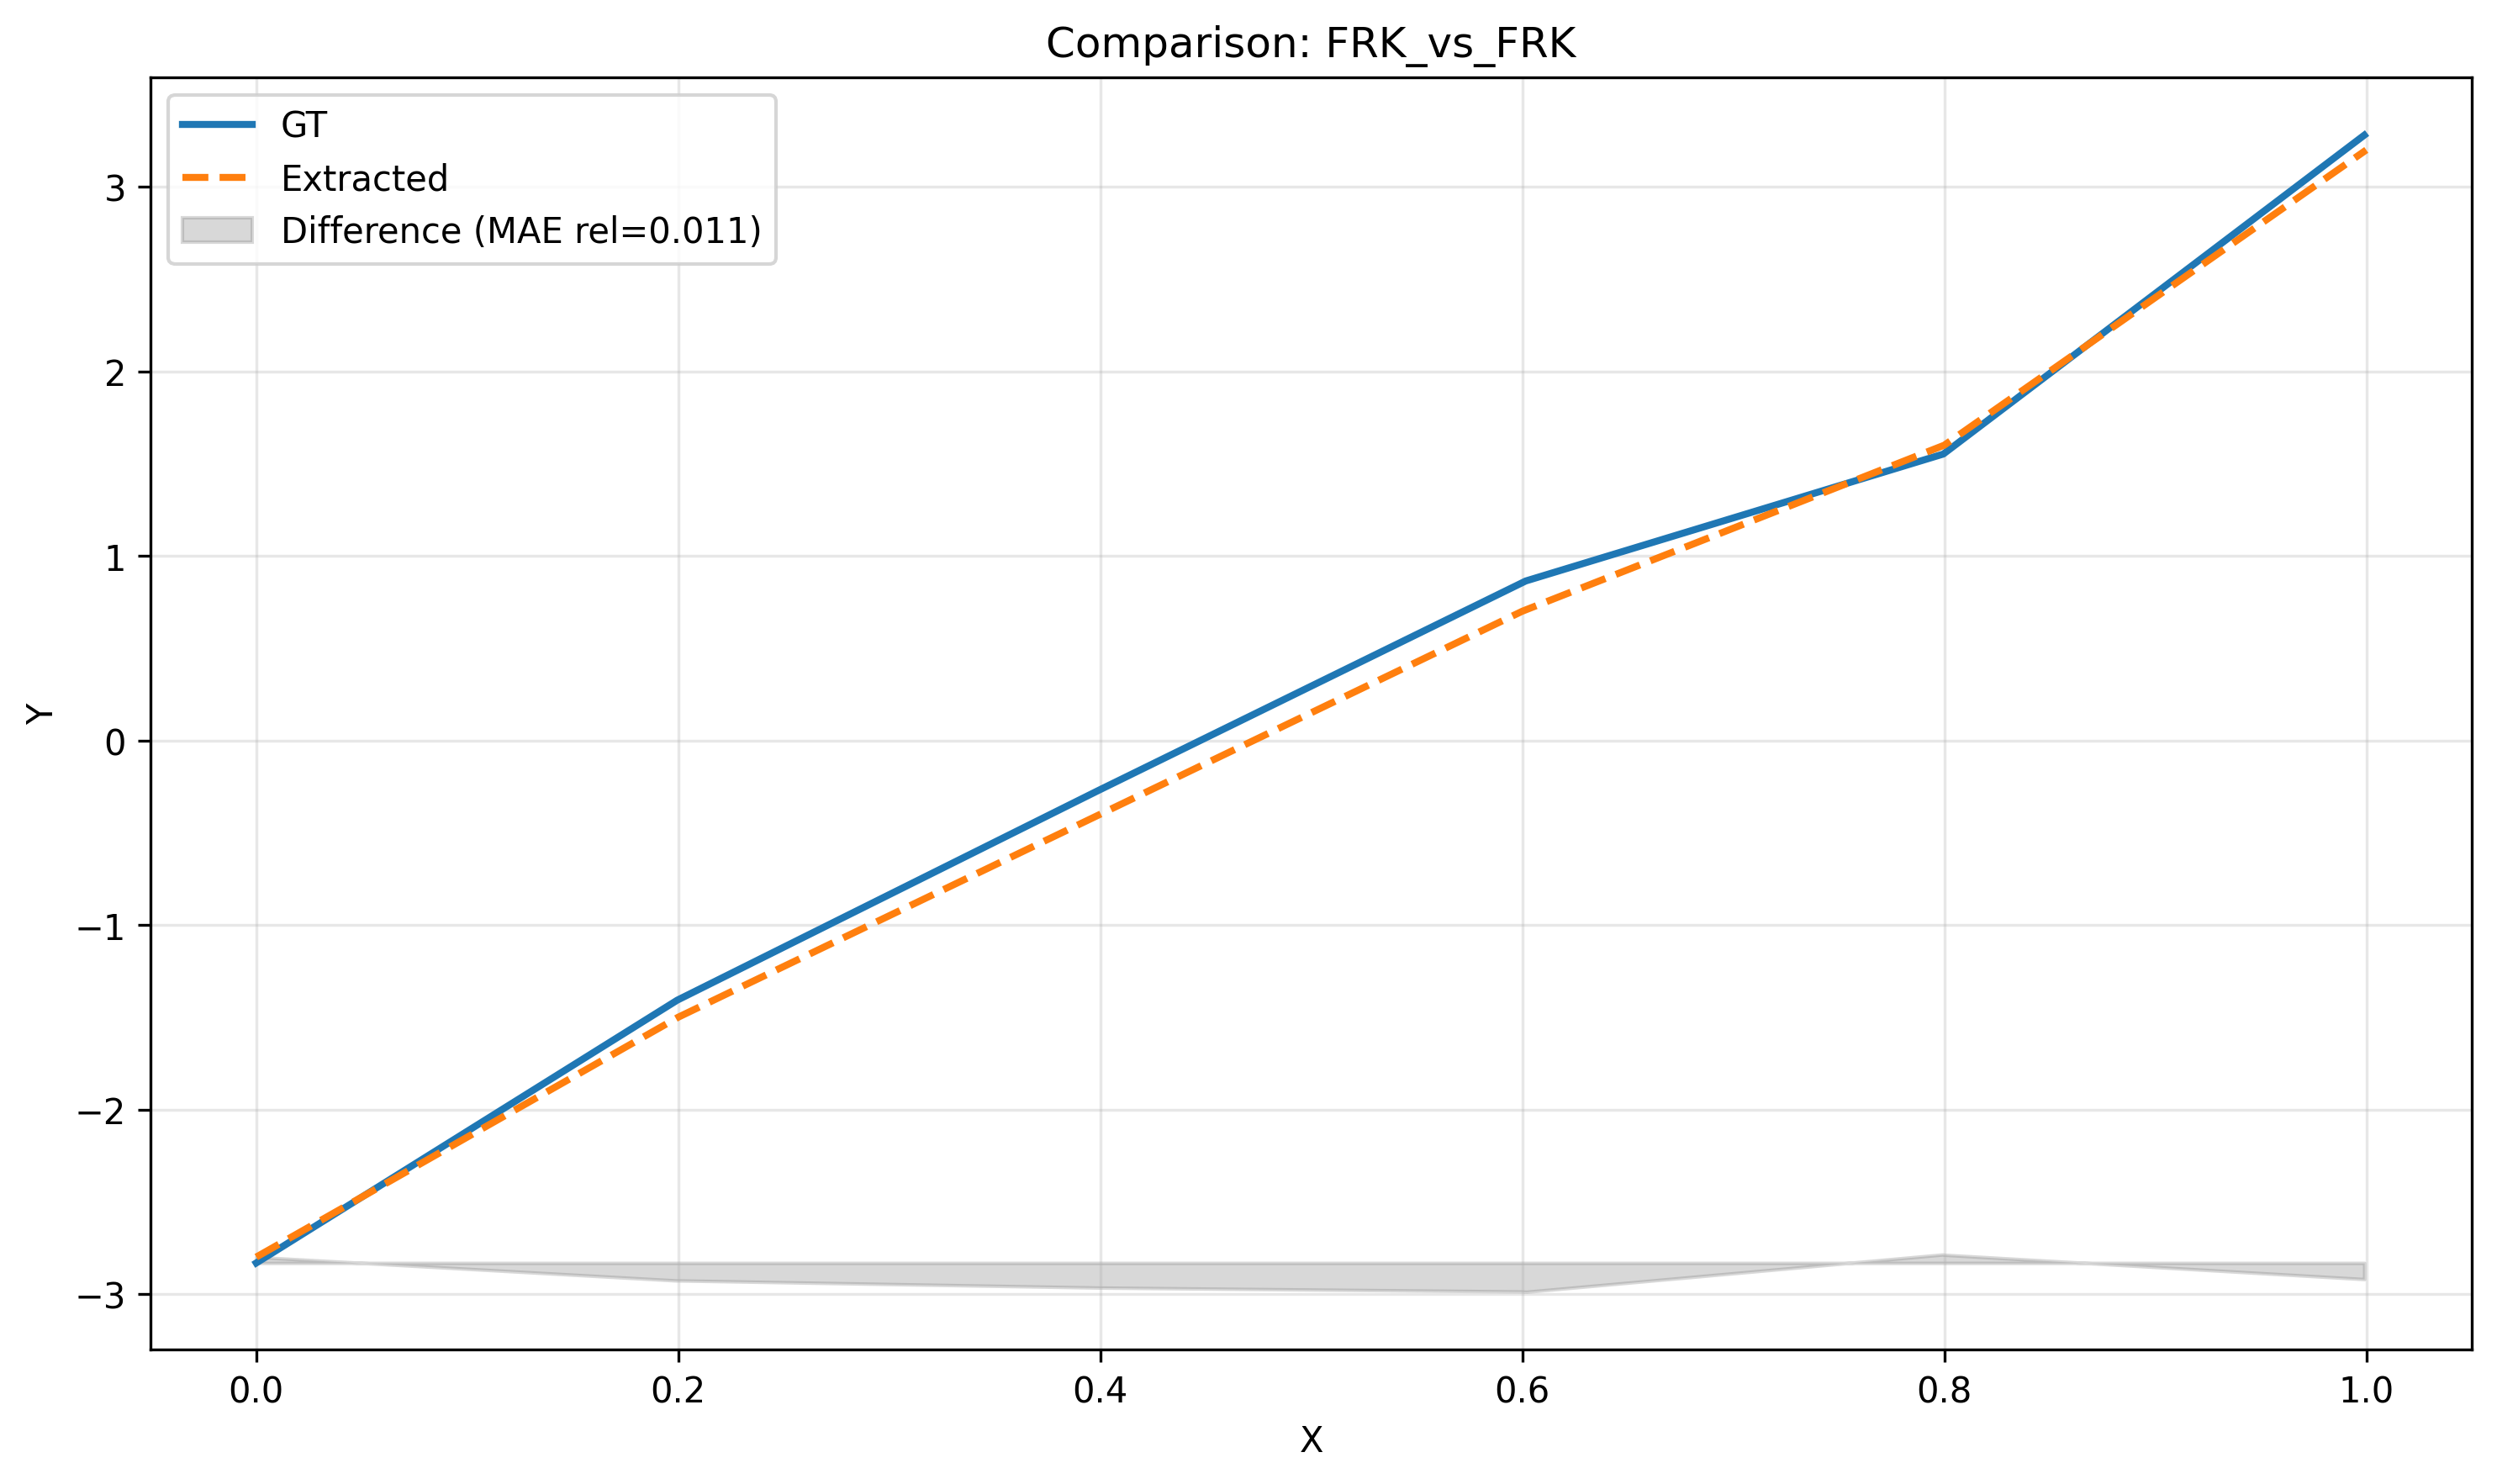 Comparison: FRK_vs_FRK
GT
Extracted
Difference (MAE rel=0.011)
3
2
1
0
−1
−2
−3
Y
0.0 0.2 0.4 0.6 0.8 1.0
X